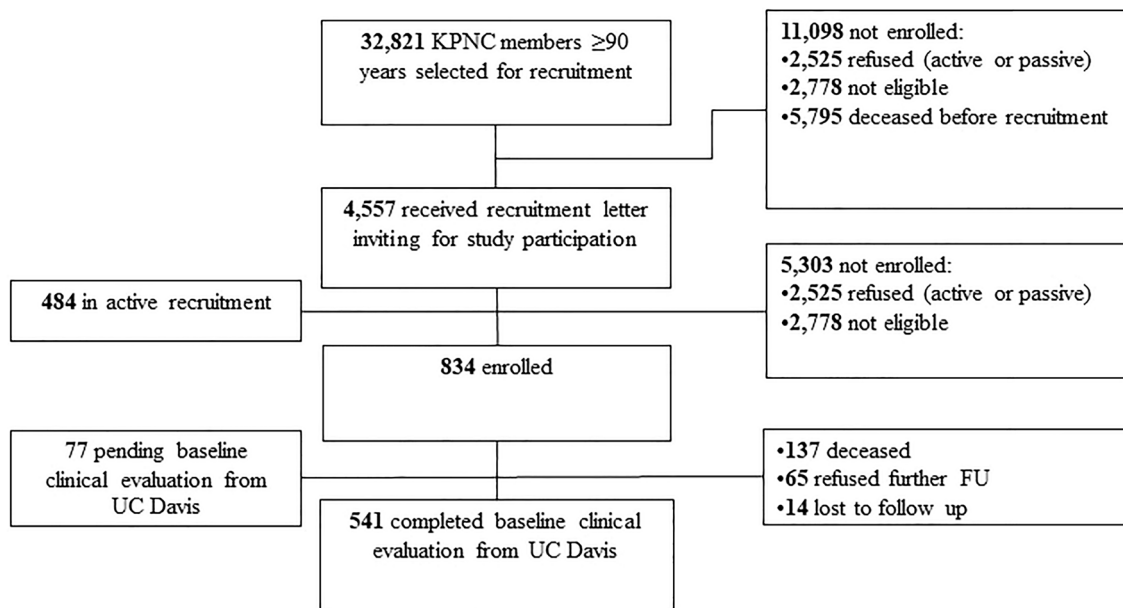 32,821 KPNC members ≥90
years selected for recruitment
11,098 not enrolled:
•2,525 refused (active or passive)
•2,778 not eligible
•5,795 deceased before recruitment
4,557 received recruitment letter
inviting for study participation
5,303 not enrolled:
•2,525 refused (active or passive)
•2,778 not eligible
484 in active recruitment
834 enrolled
77 pending baseline
clinical evaluation from
UC Davis
•137 deceased
•65 refused further FU
•14 lost to follow up
541 completed baseline clinical
evaluation from UC Davis